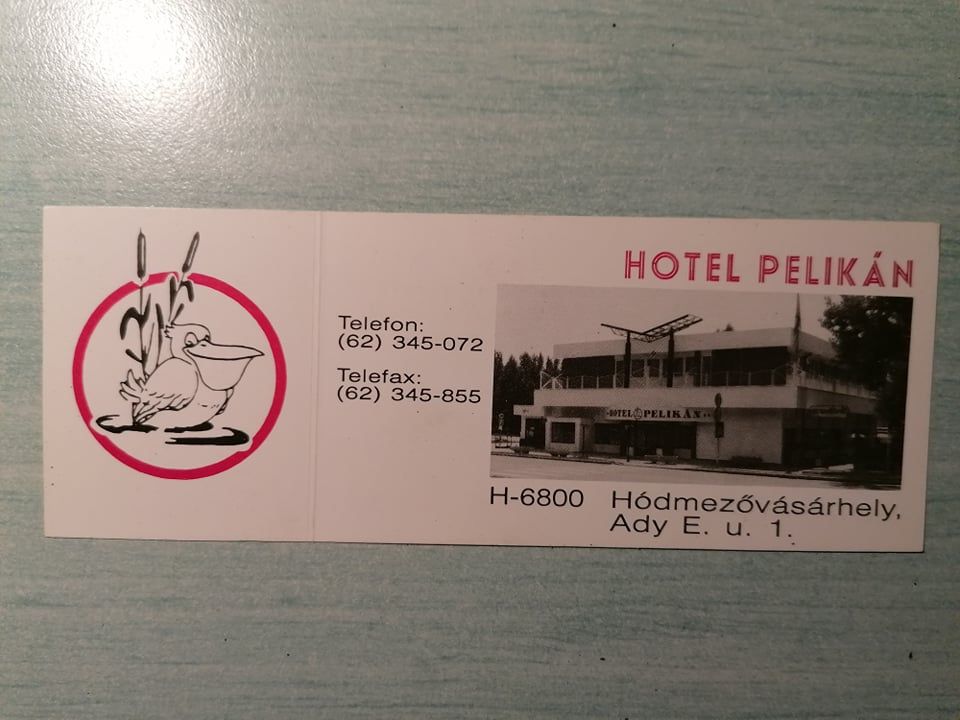 HOTEL PELIKÁN
Telefon:
(62) 345-072
Telefax:
(62) 345-855
HOTEL PELIKÁN
H-6800 Hódmezővásárhely,
Ady E. u. 1.